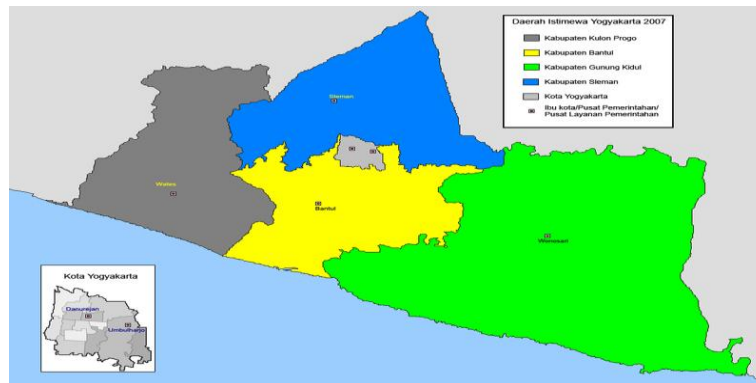 Daerah Istimewa Yogyakarta 2007
Kabupaten Kulon Progo
Kabupaten Bantul
Kabupaten Gunung Kidul
Kabupaten Sleman
Kota Yogyakarta
Ibu kota/Pusat Pemerintahan/
Pusat Layanan Pemerintahan
Sleman
Wates
Bantul
Wonosari
Kota Yogyakarta
Danurejan
Umbulharjo